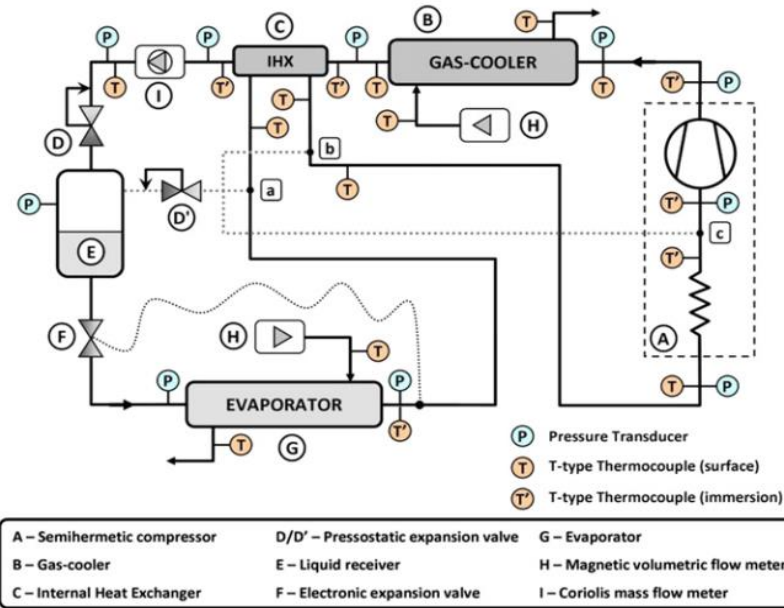 C
B
T
P
P
P
P
IHX
GAS-COOLER
T
T'
T'
T
T
T'
P
I
T
T
H
D
T
b
P
T
a
T'
P
D'
c
E
T'
F
H
T
A
P
P
T
P
EVAPORATOR
T'
T
G
P Pressure Transducer
T T-type Thermocouple (surface)
T' T-type Thermocouple (immersion)
A – Semihermetic compressor D/D' – Pressostatic expansion valve G – Evaporator
B – Gas-cooler E – Liquid receiver H – Magnetic volumetric flow meter
C – Internal Heat Exchanger F – Electronic expansion valve I – Coriolis mass flow meter